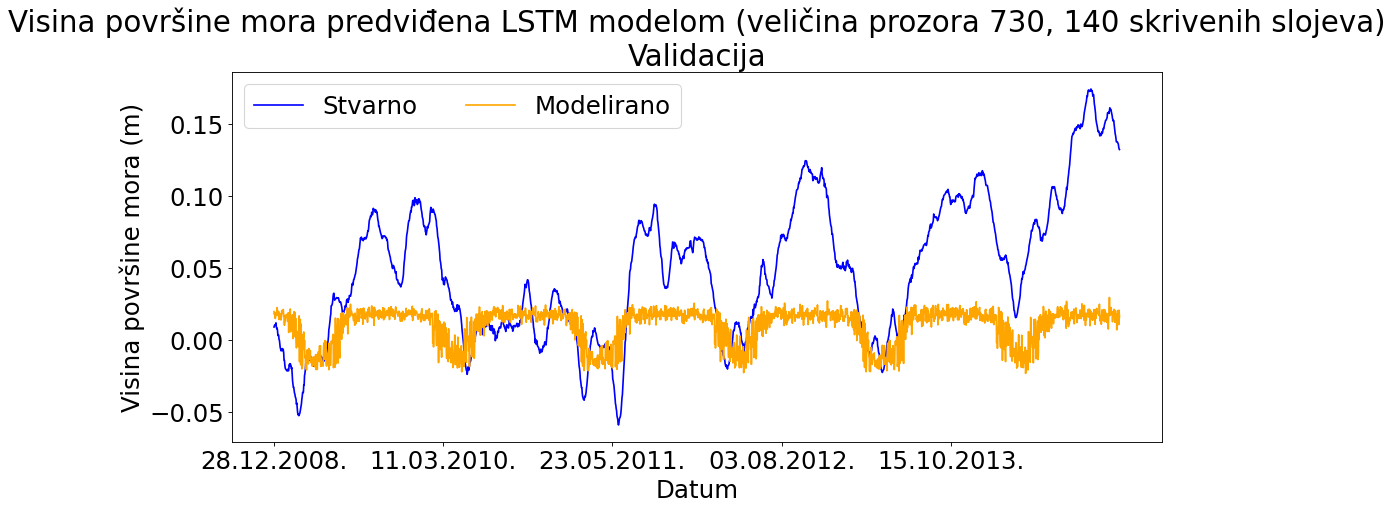 Visina površine mora predviđena LSTM modelom (veličina prozora 730, 140 skrivenih slojeva)
Validacija
Stvarno
Modelirano
Visina površine mora (m)
0.15
0.10
0.05
0.00
−0.05
28.12.2008.
11.03.2010.
23.05.2011.
03.08.2012.
15.10.2013.
Datum